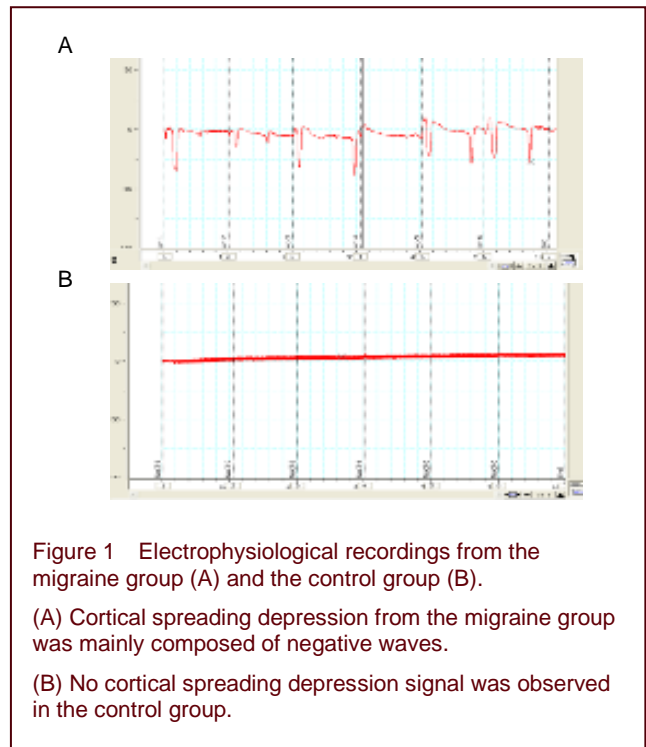 A
B
Figure 1 Electrophysiological recordings from the
migraine group (A) and the control group (B).
(A) Cortical spreading depression from the migraine group
was mainly composed of negative waves.
(B) No cortical spreading depression signal was observed
in the control group.